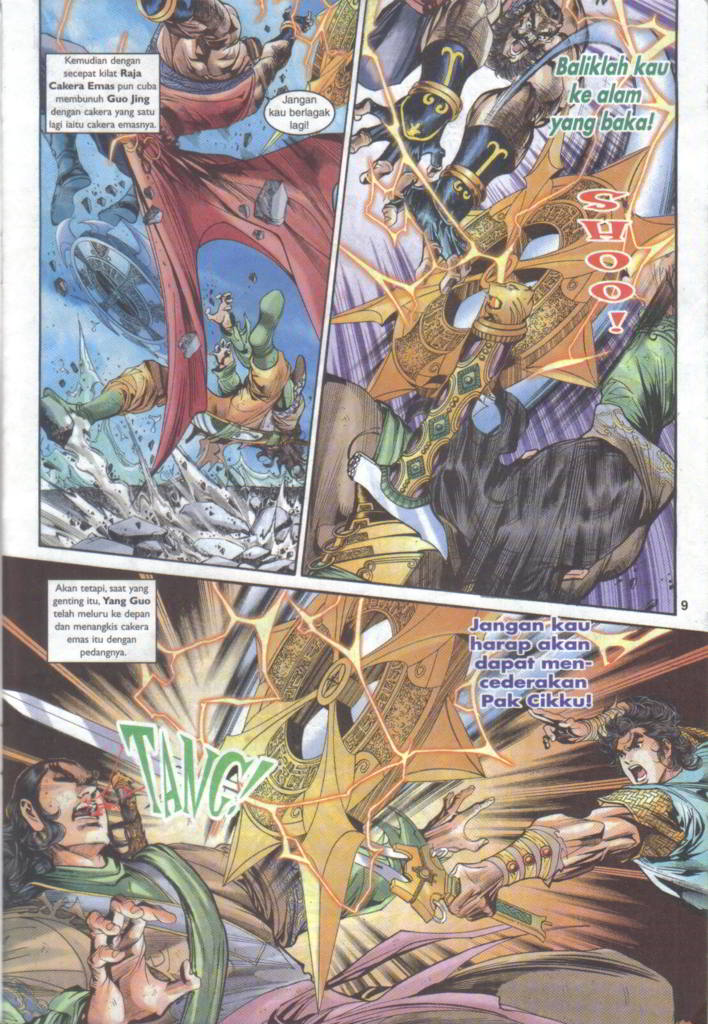 Kemudian dengan
secepat kilat Raja
Cakera Emas pun cuba
membunuh Guo Jing
dengan cakera yang satu
lagi iaitu cakera emasnya.
Jangan
kau berlagak
lagi!
Baliklah kau
ke alam
yang baka!
SHOO!
9
Akan tetapi, saat yang
genting itu, Yang Guo
telah meluru ke depan
dan menangkis cakera
emas itu dengan
pedangnya.
Jangan kau
harap akan
dapat men-
cederakan
Pak Cikku!
TANG!